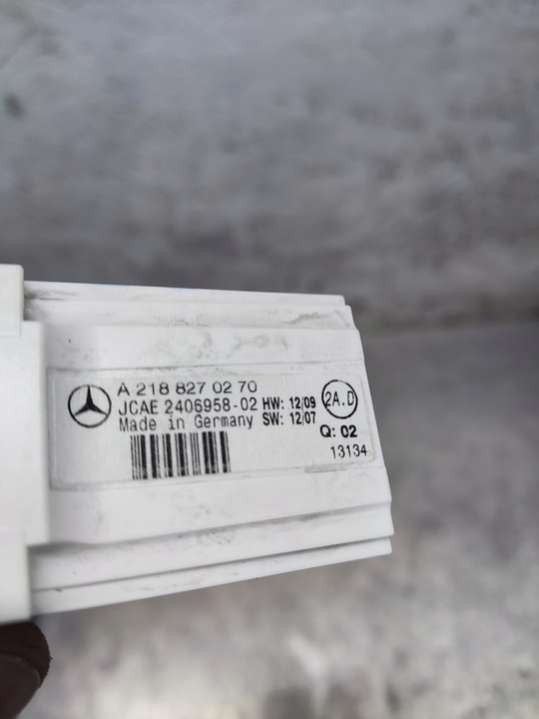 A 218 827 02 70
JCAE 2406958-02 HW: 12/09
Made in Germany SW: 12/07
2A.D
Q: 02
13134